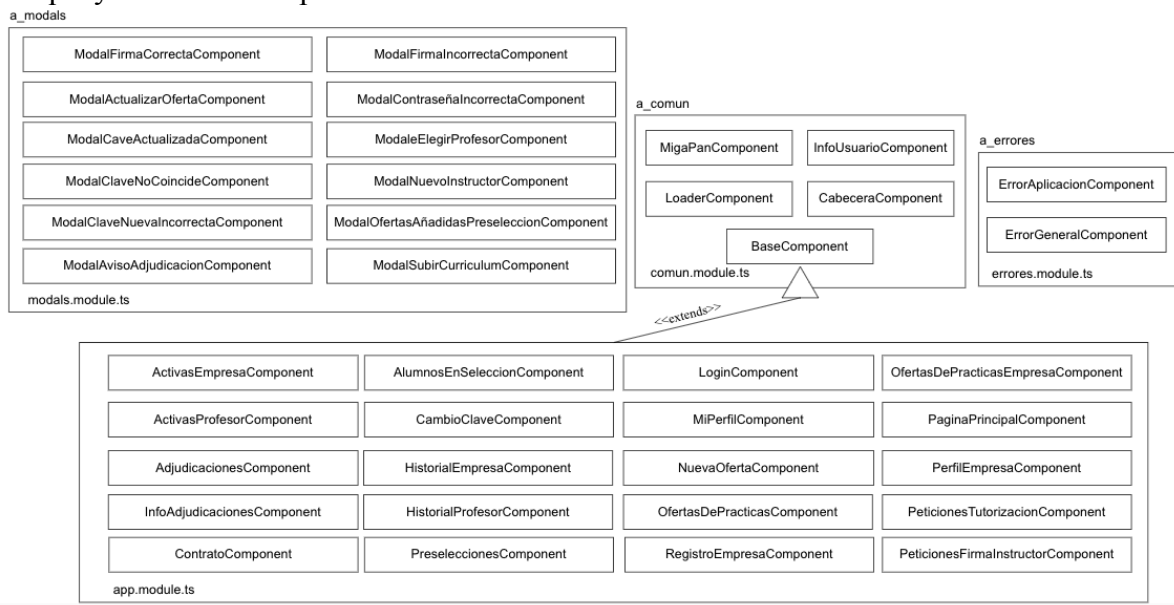 a_modals
ModalFirmaCorrectaComponent
ModalFirmaIncorrectaComponent
ModalActualizarOfertaComponent
ModalContraseñaIncorrectaComponent
ModalCaveActualizadaComponent
ModaleElegirProfesorComponent
ModalClaveNoCoincideComponent
ModalNuevoInstructorComponent
ModalClaveNuevaIncorrectaComponent
ModalOfertasAñadidasPreseleccionComponent
ModalAvisoAdjudicacionComponent
ModalSubirCurriculumComponent
modals.module.ts
a_comun
MigaPanComponent
InfoUsuarioComponent
LoaderComponent
CabeceraComponent
BaseComponent
comun.module.ts
a_errores
ErrorAplicacionComponent
ErrorGeneralComponent
errores.module.ts
<<extends>>
ActivasEmpresaComponent
AlumnosEnSeleccionComponent
LoginComponent
OfertasDePracticasEmpresaComponent
ActivasProfesorComponent
CambioClaveComponent
MiPerfilComponent
PaginaPrincipalComponent
AdjudicacionesComponent
HistorialEmpresaComponent
NuevaOfertaComponent
PerfilEmpresaComponent
InfoAdjudicacionesComponent
HistorialProfesorComponent
OfertasDePracticasComponent
PeticionesTutorizacionComponent
ContratoComponent
PreseleccionesComponent
RegistroEmpresaComponent
PeticionesFirmaInstructorComponent
app.module.ts